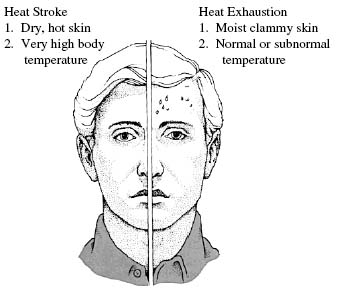 Heat Stroke
1. Dry, hot skin
2. Very high body
temperature
Heat Exhaustion
1. Moist clammy skin
2. Normal or subnormal
temperature